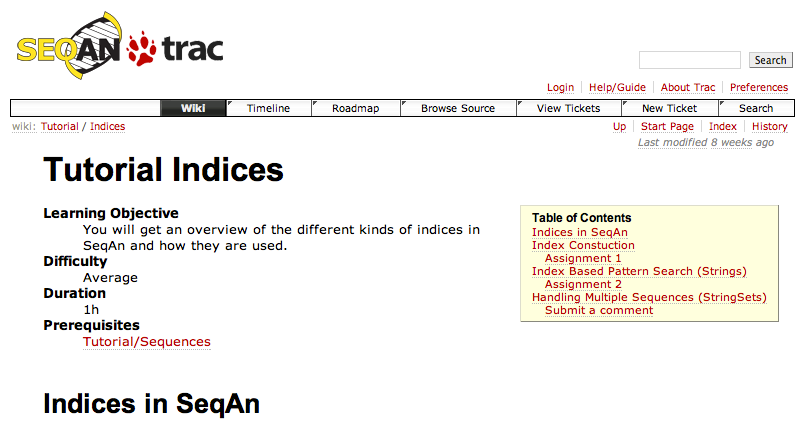 SEQAN trac
Search
Login Help/Guide About Trac Preferences
Wiki Timeline Roadmap Browse Source View Tickets New Ticket Search
wiki: Tutorial / Indices
Up Start Page Index History
Last modified 8 weeks ago
Tutorial Indices
Learning Objective
You will get an overview of the different kinds of indices in
SeqAn and how they are used.
Difficulty
Average
Duration
1h
Prerequisites
Tutorial/Sequences
Table of Contents
Indices in SeqAn
Index Constuction
Assignment 1
Index Based Pattern Search (Strings)
Assignment 2
Handling Multiple Sequences (StringSets)
Submit a comment
Indices in SeqAn